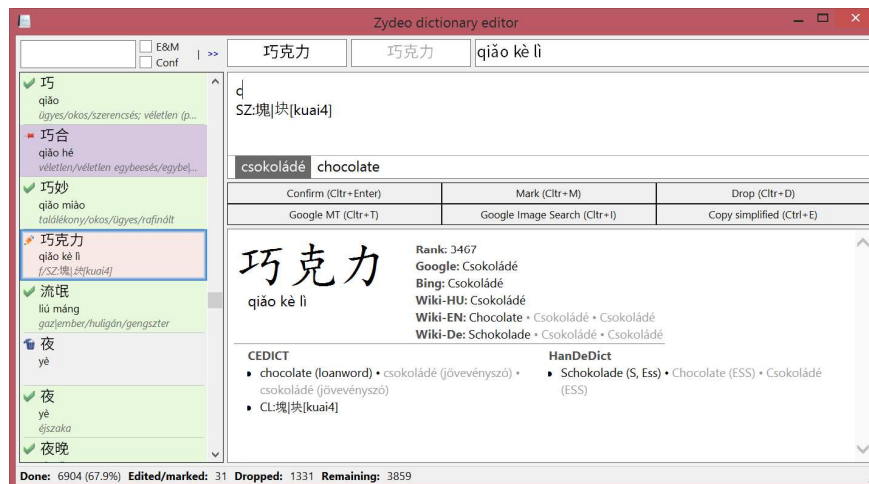 Zydeo dictionary editor
E&M
Conf
| >>
巧克力
巧克力
qiǎo kè lì
巧
qiǎo
ügyes/okos/szerencsés; véletlen (p...
巧合
qiǎo hé
véletlen/véletlen egybeesés/egybe|...
巧妙
qiǎo miào
találékony/okos/ügyes/rafinált
巧克力
qiǎo kè lì
f/SZ:塊|块[kuai4]
流氓
liú máng
gaz|ember/huligán/gengszter
夜
yè
夜
yè
éjszaka
夜晚
c
SZ:塊|块[kuai4]
csokoládé chocolate
Confirm (Cltr+Enter) Mark (Cltr+M) Drop (Cltr+D)
Google MT (Cltr+T) Google Image Search (Cltr+I) Copy simplified (Ctrl+E)
巧克力
qiǎo kè lì
Rank: 3467
Google: Csokoládé
Bing: Csokoládé
Wiki-HU: Csokoládé
Wiki-EN: Chocolate • Csokoládé • Csokoládé
Wiki-De: Schokolade • Csokoládé • Csokoládé
CEDICT
chocolate (loanword) • csokoládé (jövevényszó) •
csokoládé (jövevényszó)
CL:塊|块[kuai4]
HanDeDict
Schokolade (S, Ess) • Chocolate (ESS) • Csokoládé
(ESS)
Done: 6904 (67.9%) Edited/marked: 31 Dropped: 1331 Remaining: 3859